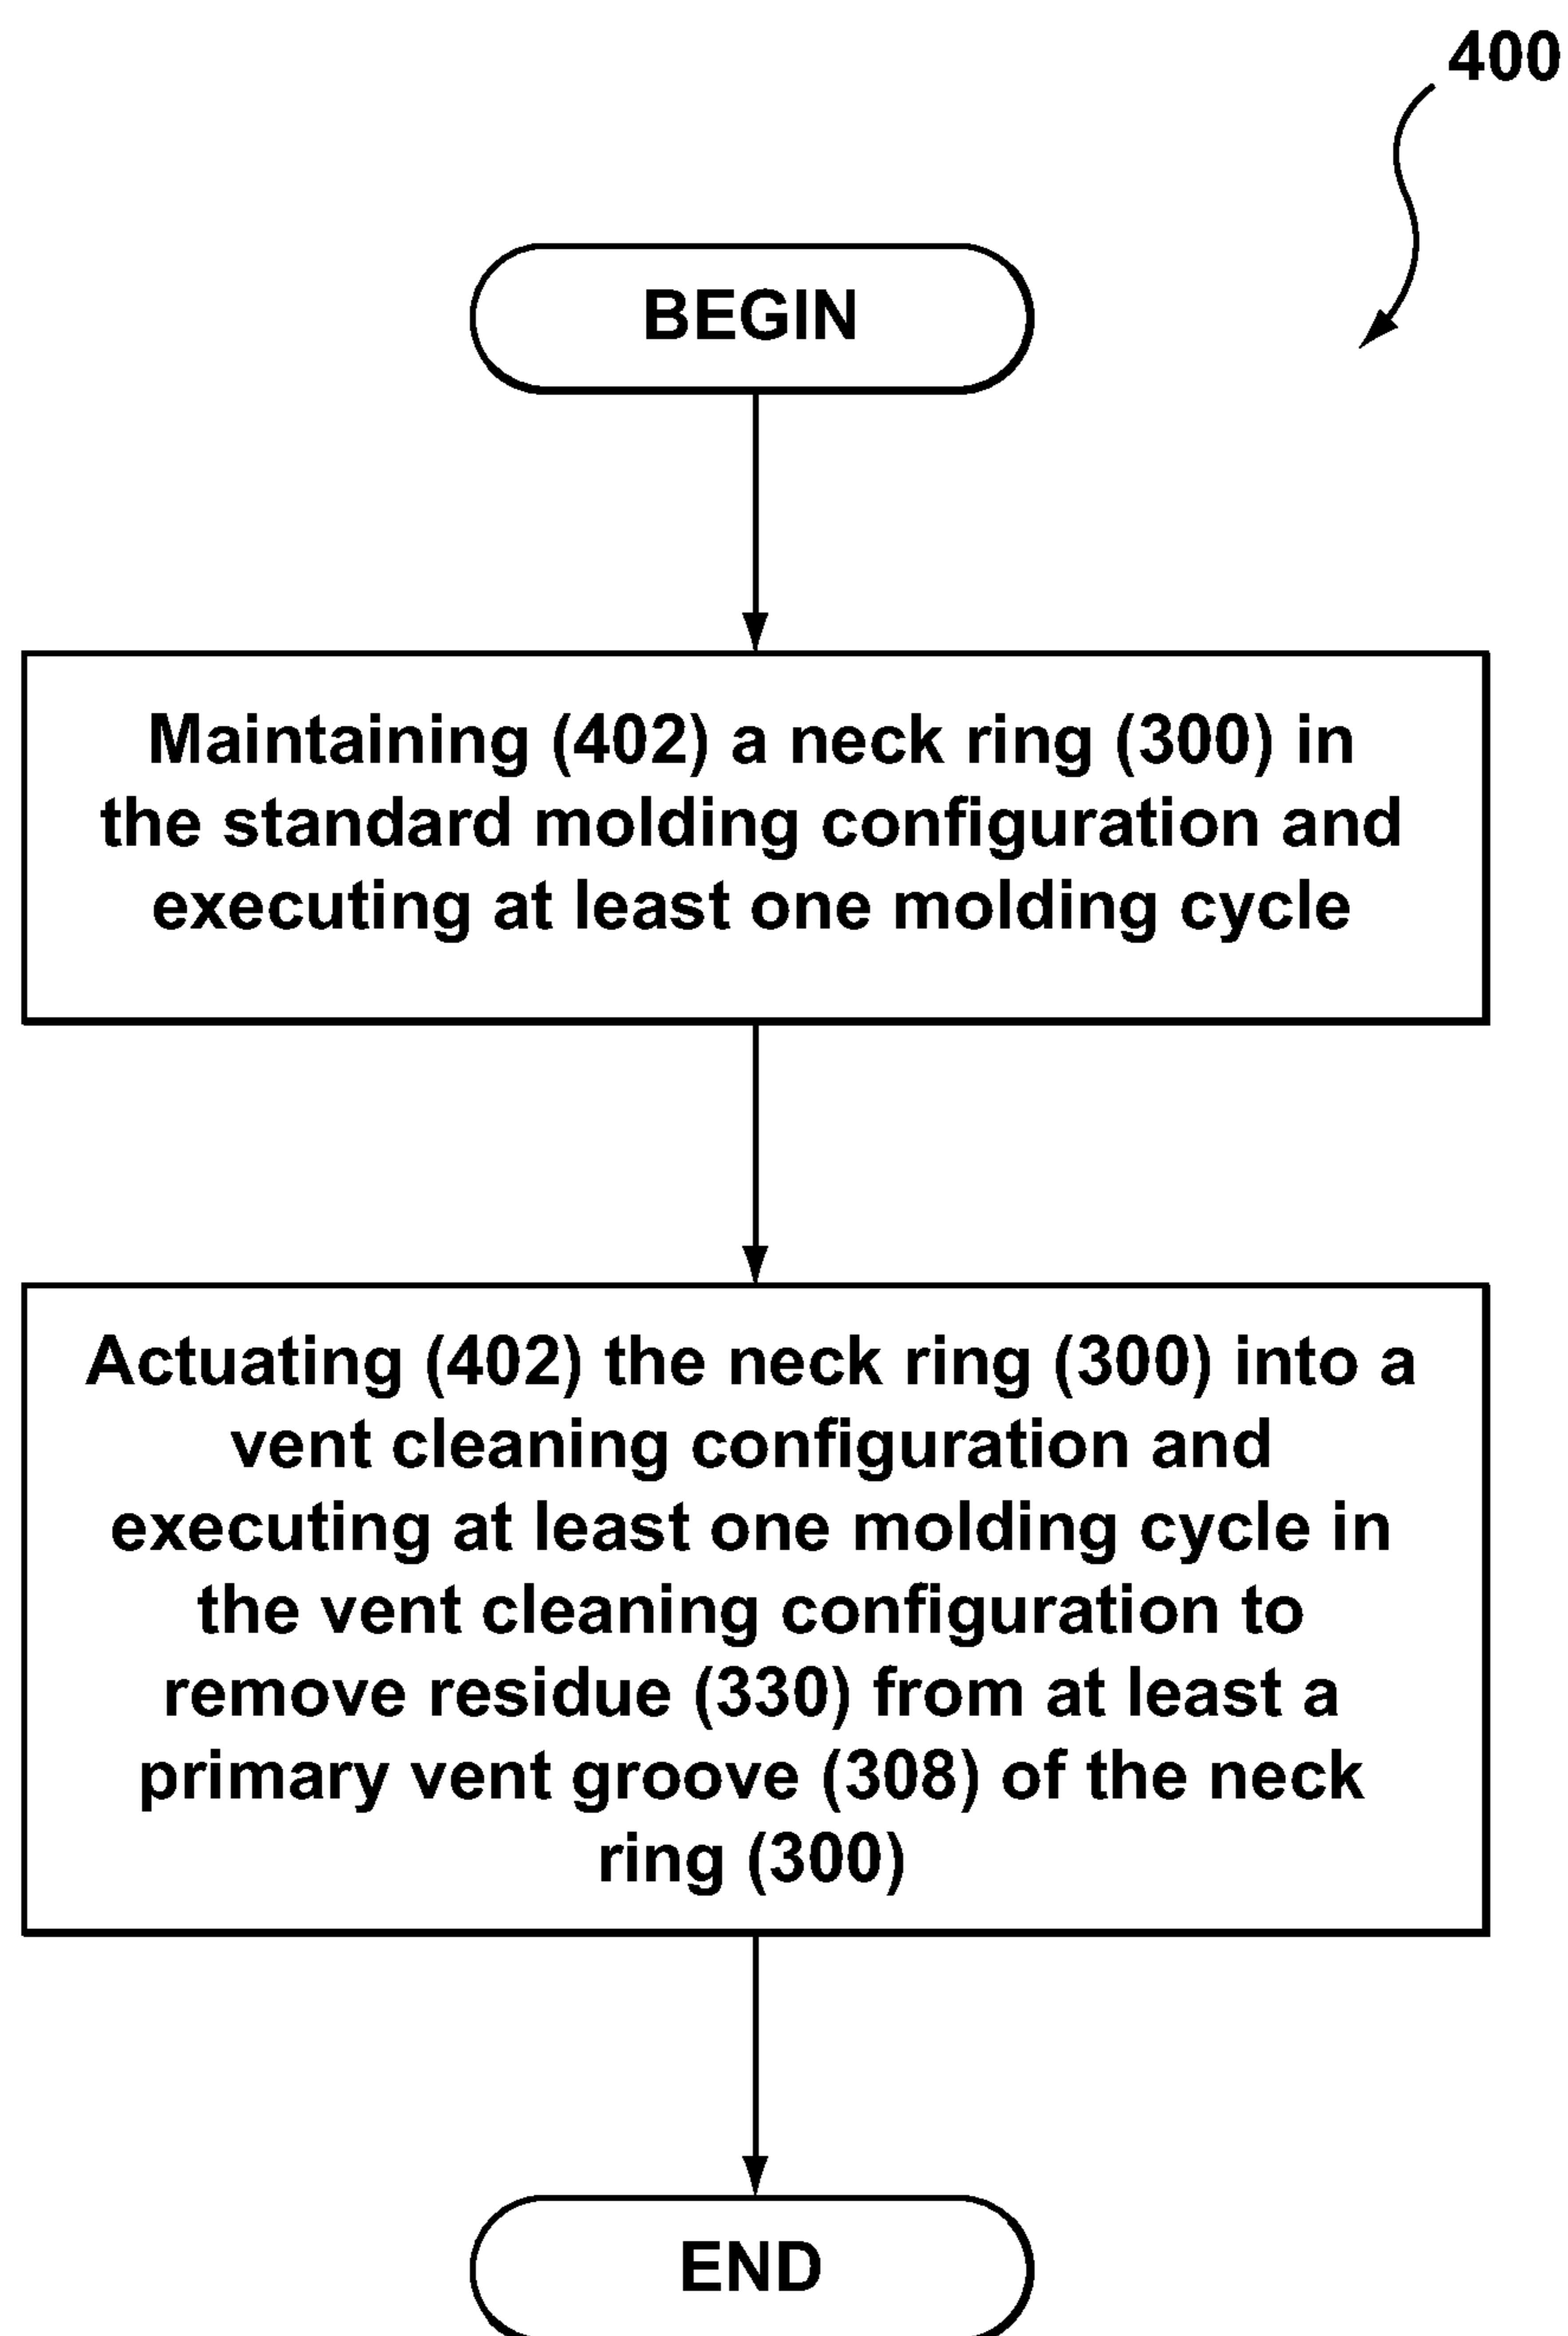 400
BEGIN
Maintaining (402) a neck ring (300) in
the standard molding configuration and
executing at least one molding cycle
Actuating (402) the neck ring (300) into a
vent cleaning configuration and
executing at least one molding cycle in
the vent cleaning configuration to
remove residue (330) from at least a
primary vent groove (308) of the neck
ring (300)
END